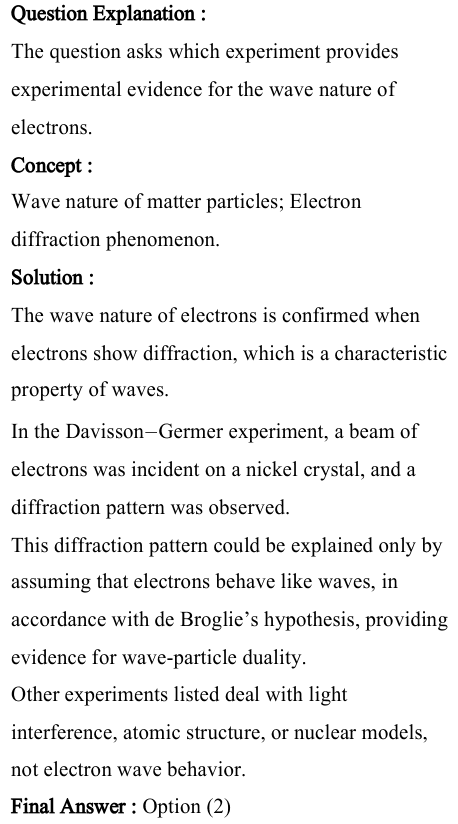 Question Explanation :
The question asks which experiment provides
experimental evidence for the wave nature of
electrons.
Concept :
Wave nature of matter particles; Electron
diffraction phenomenon.
Solution :
The wave nature of electrons is confirmed when
electrons show diffraction, which is a characteristic
property of waves.
In the Davisson–Germer experiment, a beam of
electrons was incident on a nickel crystal, and a
diffraction pattern was observed.
This diffraction pattern could be explained only by
assuming that electrons behave like waves, in
accordance with de Broglie’s hypothesis, providing
evidence for wave-particle duality.
Other experiments listed deal with light
interference, atomic structure, or nuclear models,
not electron wave behavior.
Final Answer : Option (2)